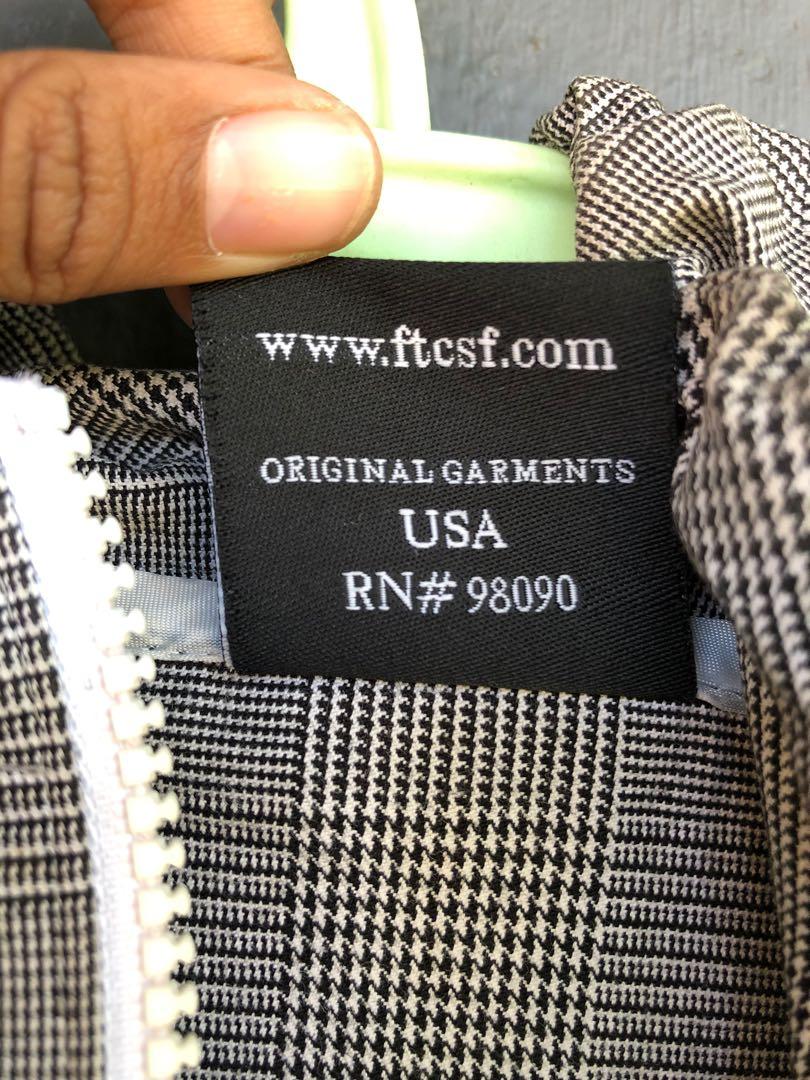 www.ftcsf.com
ORIGINAL GARMENTS
USA
RN# 98090